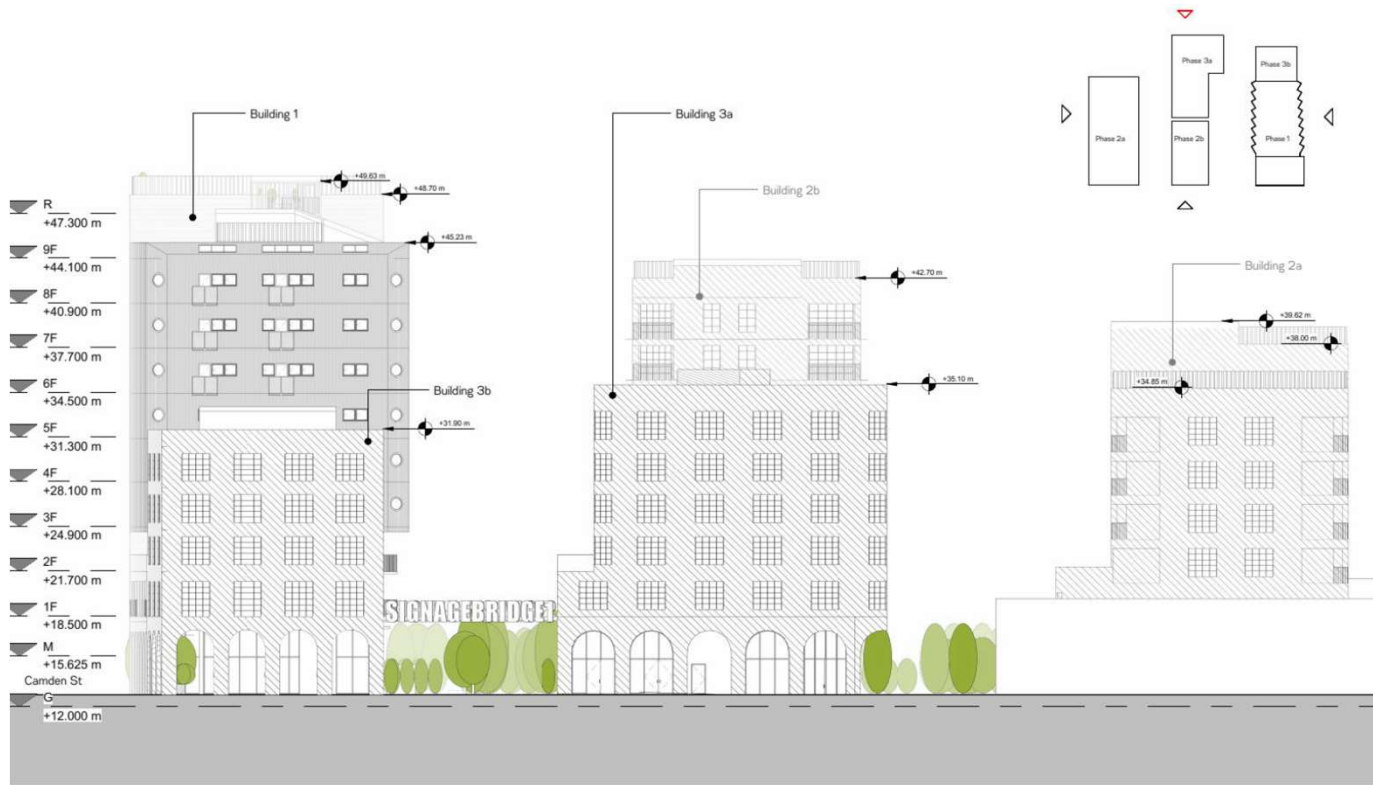 Phase 3a
Phase 3b
Phase 2a
Phase 2b
Phase 1
Building 1
Building 3a
Building 2b
Building 2a
Building 3b
+49.63 m
+48.70 m
+45.23 m
+42.70 m
+39.62 m
+38.00 m
+35.10 m
+34.85 m
+31.90 m
R
+47.300 m
9F
+44.100 m
8F
+40.900 m
7F
+37.700 m
6F
+34.500 m
5F
+31.300 m
4F
+28.100 m
3F
+24.900 m
2F
+21.700 m
1F
+18.500 m
SIGNAGEBRIDGE1
M
+15.625 m
Camden St
G
+12.000 m